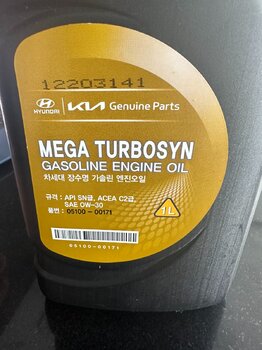 12203141
HYUNDAI KIA Genuine Parts
MEGA TURBOSYN
GASOLINE ENGINE OIL
차세대 장수명 가솔린 엔진오일
규격 : API SN급, ACEA C2급,
SAE 0W-30
품번 : 05100-00171
1L
05100-00171